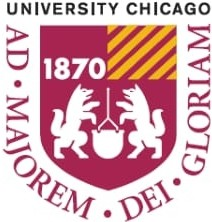 UNIVERSITY CHICAGO
1870
AD • MAJOREM • DEI • GLORIAM